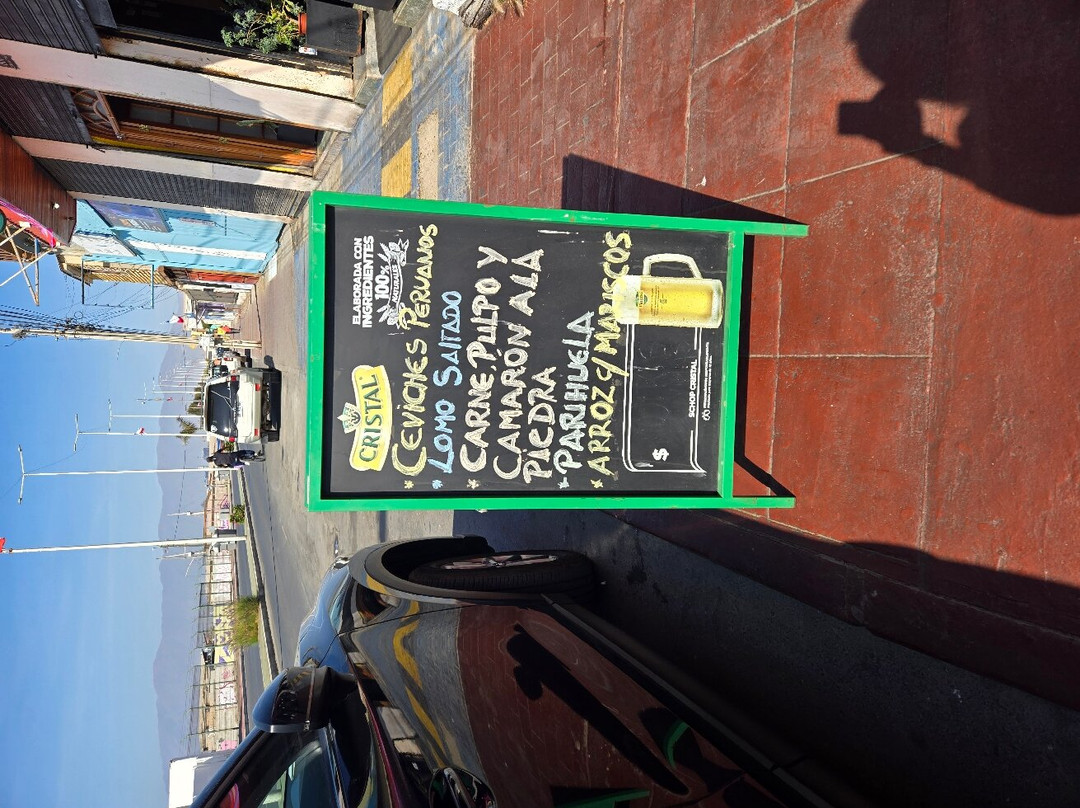 CRISTAL
ELABORADA CON
INGREDIENTES
100%
NATURALES
* CEVICHES PERUANOS
* LOMO SALTADO
* CARNE, PULPO Y
CAMARON A LA
PIEDRA
* PARIHUELA
* ARROZ C/ MARISCOS
$
SCHOP CRISTAL